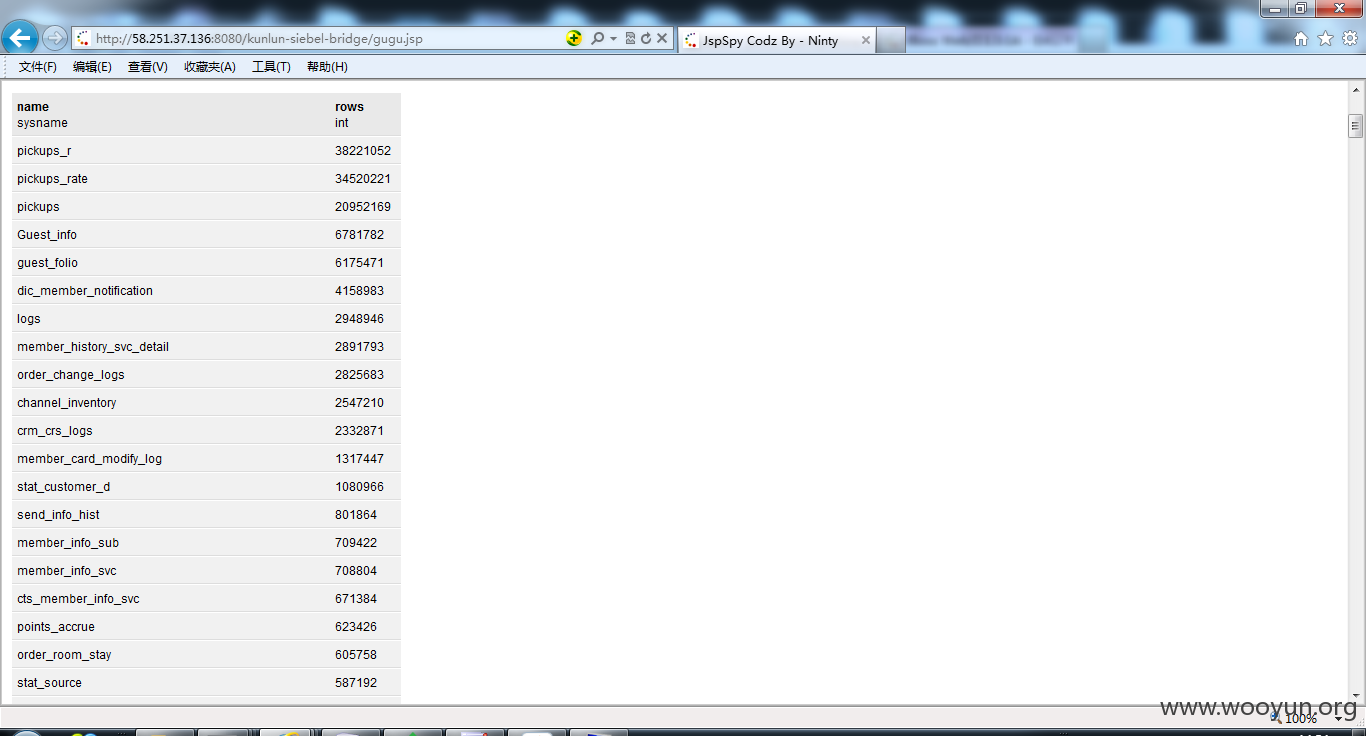 http://58.251.37.136:8080/kunlun-siebel-bridge/gugu.jsp
JspSpy Codz By - Ninty
文件(F) 编辑(E) 查看(V) 收藏夹(A) 工具(T) 帮助(H)
name rows
sysname int
pickups_r 38221052
pickups_rate 34520221
pickups 20952169
Guest_info 6781782
guest_folio 6175471
dic_member_notification 4158983
logs 2948946
member_history_svc_detail 2891793
order_change_logs 2825683
channel_inventory 2547210
crm_crs_logs 2332871
member_card_modify_log 1317447
stat_customer_d 1080966
send_info_hist 801864
member_info_sub 709422
member_info_svc 708804
cts_member_info_svc 671384
points_accrue 623426
order_room_stay 605758
stat_source 587192
www.wooyun.org
100%